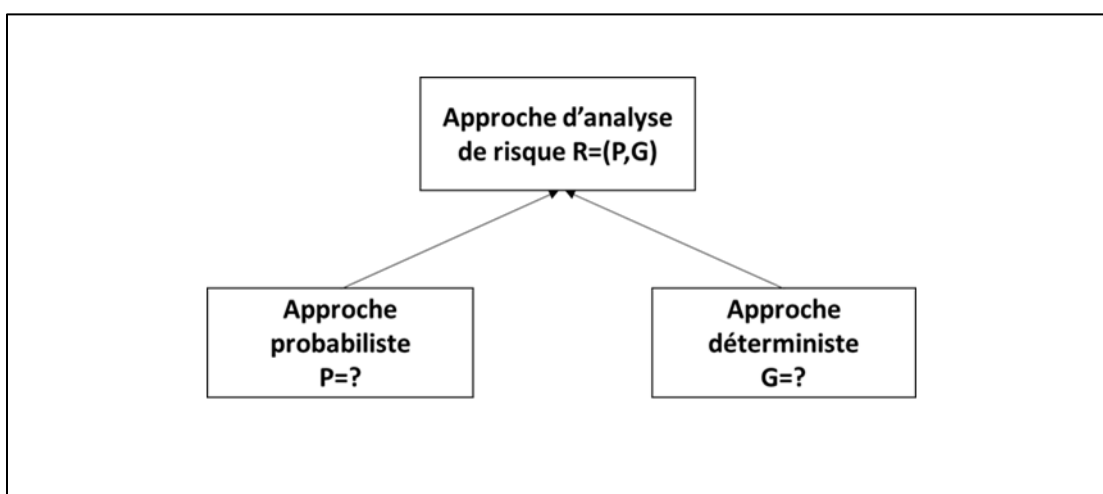 Approche d’analyse
de risque R=(P,G)
Approche
probabiliste
P=?
Approche
déterministe
G=?